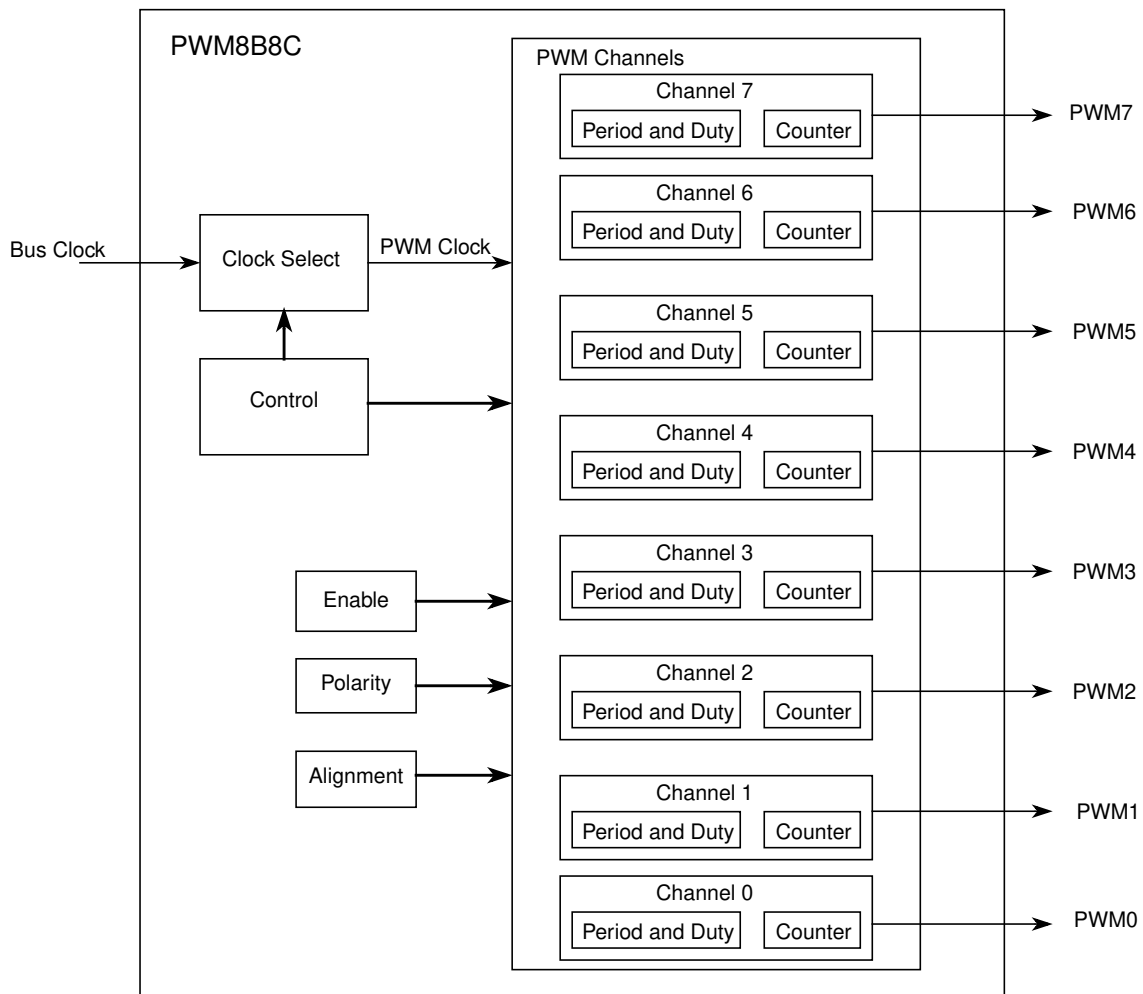 PWM8B8C
PWM Channels
Channel 7
Period and Duty Counter
PWM7
Channel 6
Period and Duty Counter
PWM6
Bus Clock
Clock Select
PWM Clock
Control
Channel 5
Period and Duty Counter
PWM5
Channel 4
Period and Duty Counter
PWM4
Channel 3
Period and Duty Counter
PWM3
Enable
Polarity
Alignment
Channel 2
Period and Duty Counter
PWM2
Channel 1
Period and Duty Counter
PWM1
Channel 0
Period and Duty Counter
PWM0